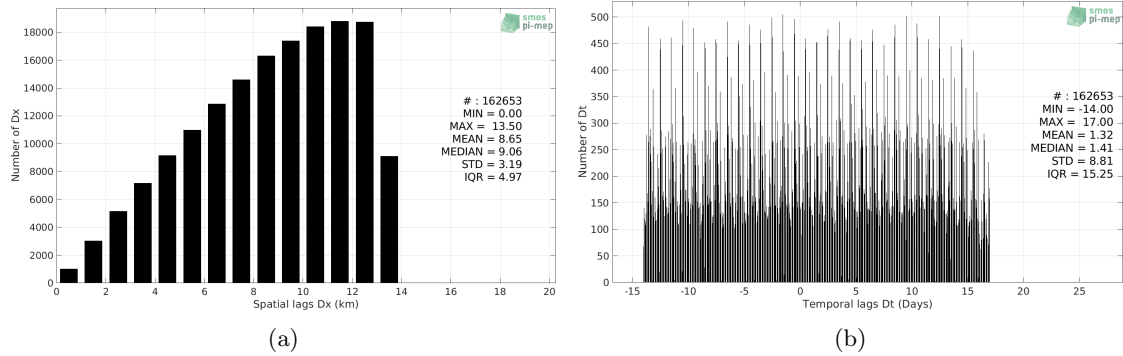 18000
16000
14000
12000
10000
8000
6000
4000
2000
0
Number of Dx
0 2 4 6 8 10 12 14 16 18 20
Spatial lags Dx (km)
smos
pi-mep
# : 162653
MIN = 0.00
MAX = 13.50
MEAN = 8.65
MEDIAN = 9.06
STD = 3.19
IQR = 4.97
(a)
500
450
400
350
300
250
200
150
100
50
0
Number of Dt
-15 -10 -5 0 5 10 15 20 25
Temporal lags Dt (Days)
smos
pi-mep
# : 162653
MIN = -14.00
MAX = 17.00
MEAN = 1.32
MEDIAN = 1.41
STD = 8.81
IQR = 15.25
(b)